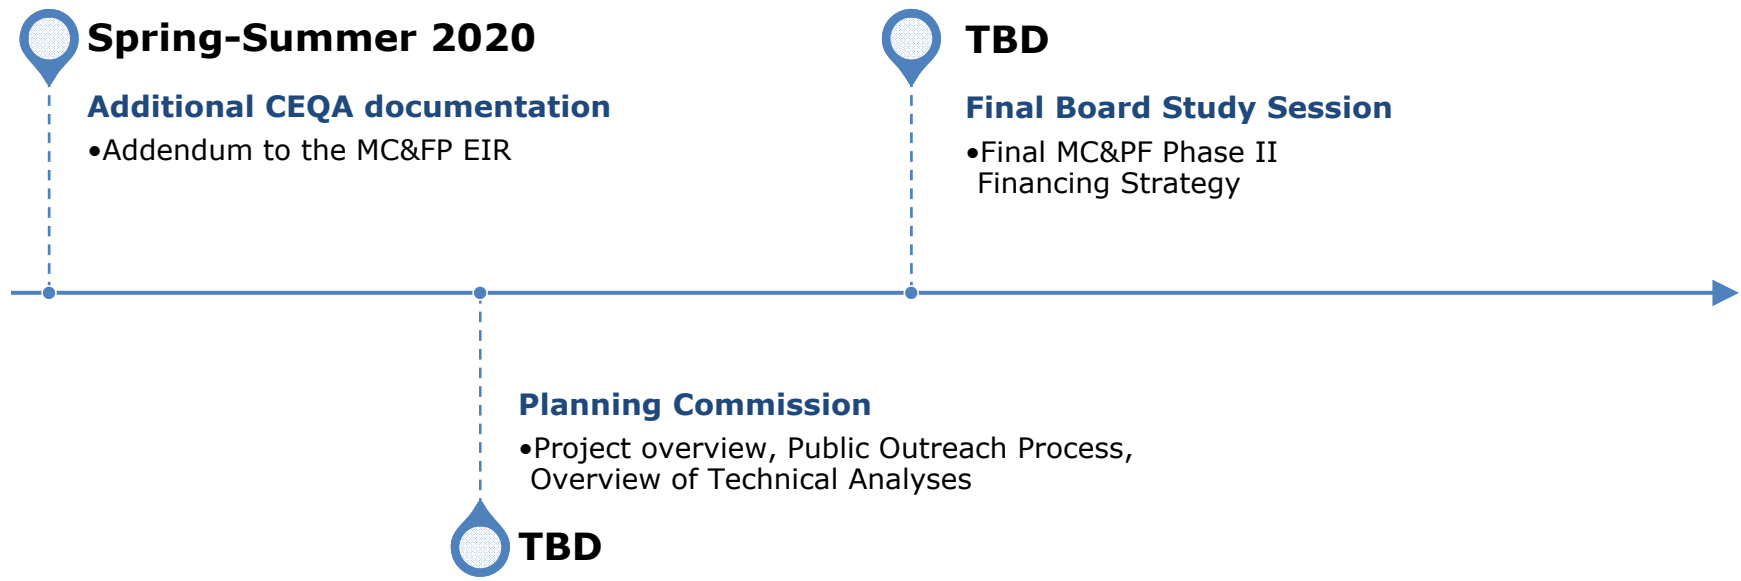 Spring-Summer 2020
Additional CEQA documentation
•Addendum to the MC&FP EIR
TBD
Final Board Study Session
•Final MC&PF Phase II
Financing Strategy
Planning Commission
•Project overview, Public Outreach Process,
Overview of Technical Analyses
TBD